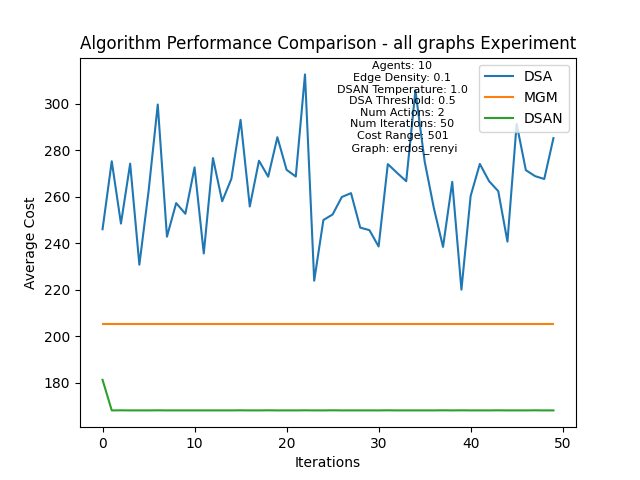 Algorithm Performance Comparison - all graphs Experiment
Agents: 10
Edge Density: 0.1
DSAN Temperature: 1.0
DSA Threshold: 0.5
Num Actions: 2
Num Iterations: 50
Cost Range: 501
Graph: erdos_renyi
DSA
MGM
DSAN
300
280
260
240
220
200
180
Average Cost
0
10
20
30
40
50
Iterations